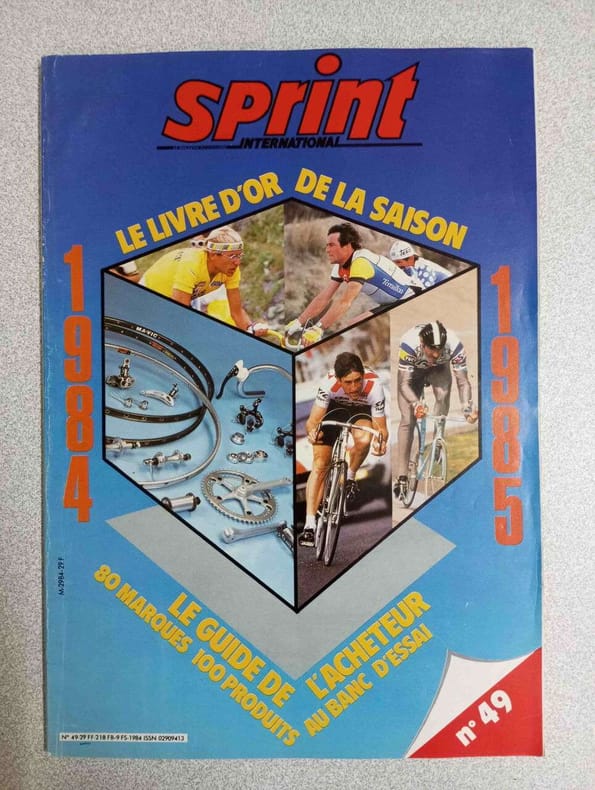 sprint
INTERNATIONAL
LE LIVRE D'OR DE LA SAISON
1984
1985
MAVIC
LE GUIDE DE L'ACHETEUR
80 MARQUES 100 PRODUITS AU BANC D'ESSAI
M-2984-29 F
n° 49
N° 49-29 FF-218 FB-9 FS-1984 ISSN 02909413